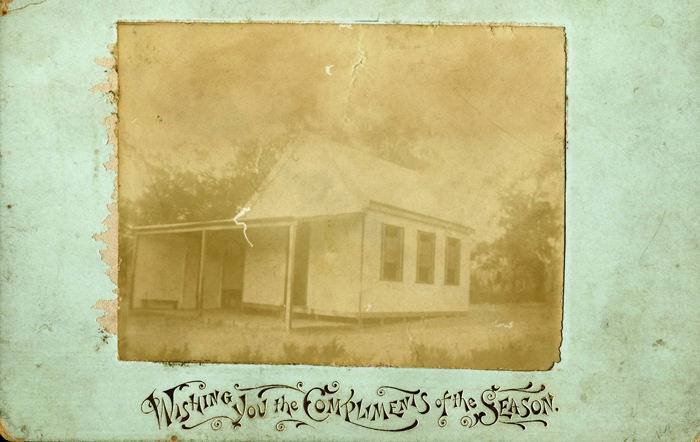 Wishing you the Compliments of the Season.